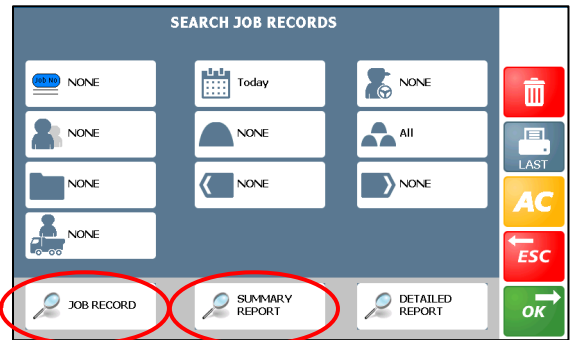 SEARCH JOB RECORDS
Job No NONE
Today
NONE
NONE
NONE
All
NONE
NONE
NONE
NONE
LAST
AC
ESC
JOB RECORD
SUMMARY
REPORT
DETAILED
REPORT
OK